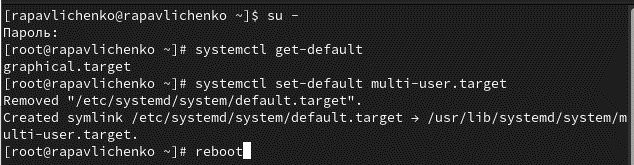 [rapavlichenko@rapavlichenko ~]$ su -
Пароль:
[root@rapavlichenko ~]# systemctl get-default
graphical.target
[root@rapavlichenko ~]# systemctl set-default multi-user.target
Removed "/etc/systemd/system/default.target".
Created symlink /etc/systemd/system/default.target → /usr/lib/systemd/system/m
ulti-user.target.
[root@rapavlichenko ~]# reboot